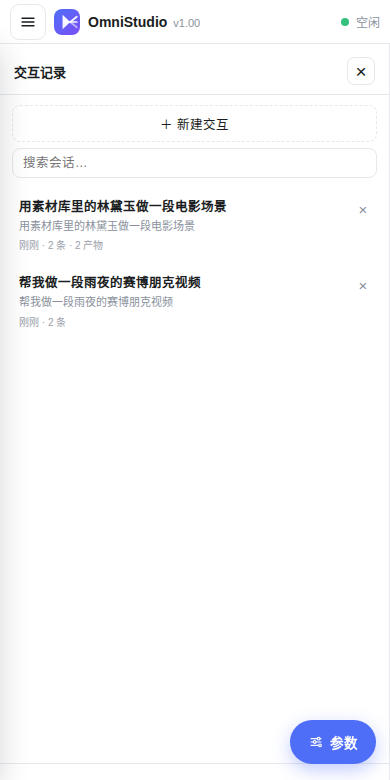 OmniStudio v1.00
空闲
交互记录
＋ 新建交互
搜索会话…
用素材库里的林黛玉做一段电影场景
用素材库里的林黛玉做一段电影场景
刚刚 · 2 条 · 2 产物
帮我做一段雨夜的赛博朋克视频
帮我做一段雨夜的赛博朋克视频
刚刚 · 2 条
参数